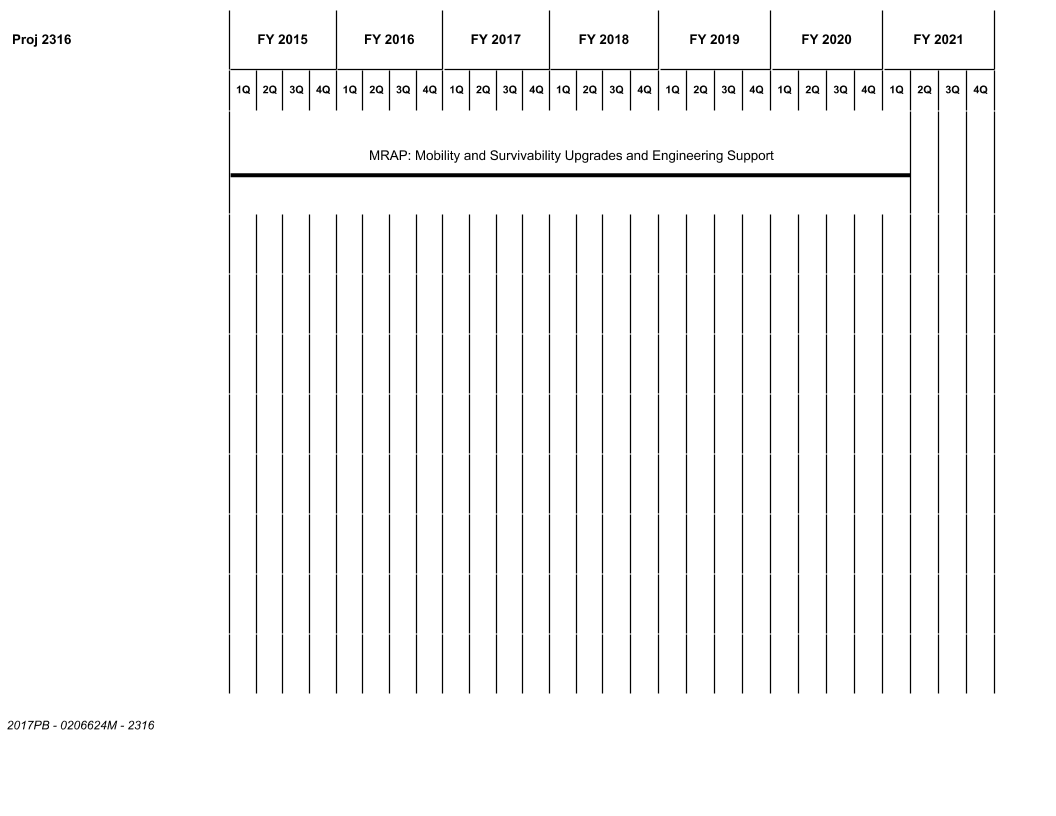 Proj 2316 FY 2015 FY 2016 FY 2017 FY 2018 FY 2019 FY 2020 FY 2021
1Q 2Q 3Q 4Q 1Q 2Q 3Q 4Q 1Q 2Q 3Q 4Q 1Q 2Q 3Q 4Q 1Q 2Q 3Q 4Q 1Q 2Q 3Q 4Q 1Q 2Q 3Q 4Q
MRAP: Mobility and Survivability Upgrades and Engineering Support
2017PB - 0206624M - 2316